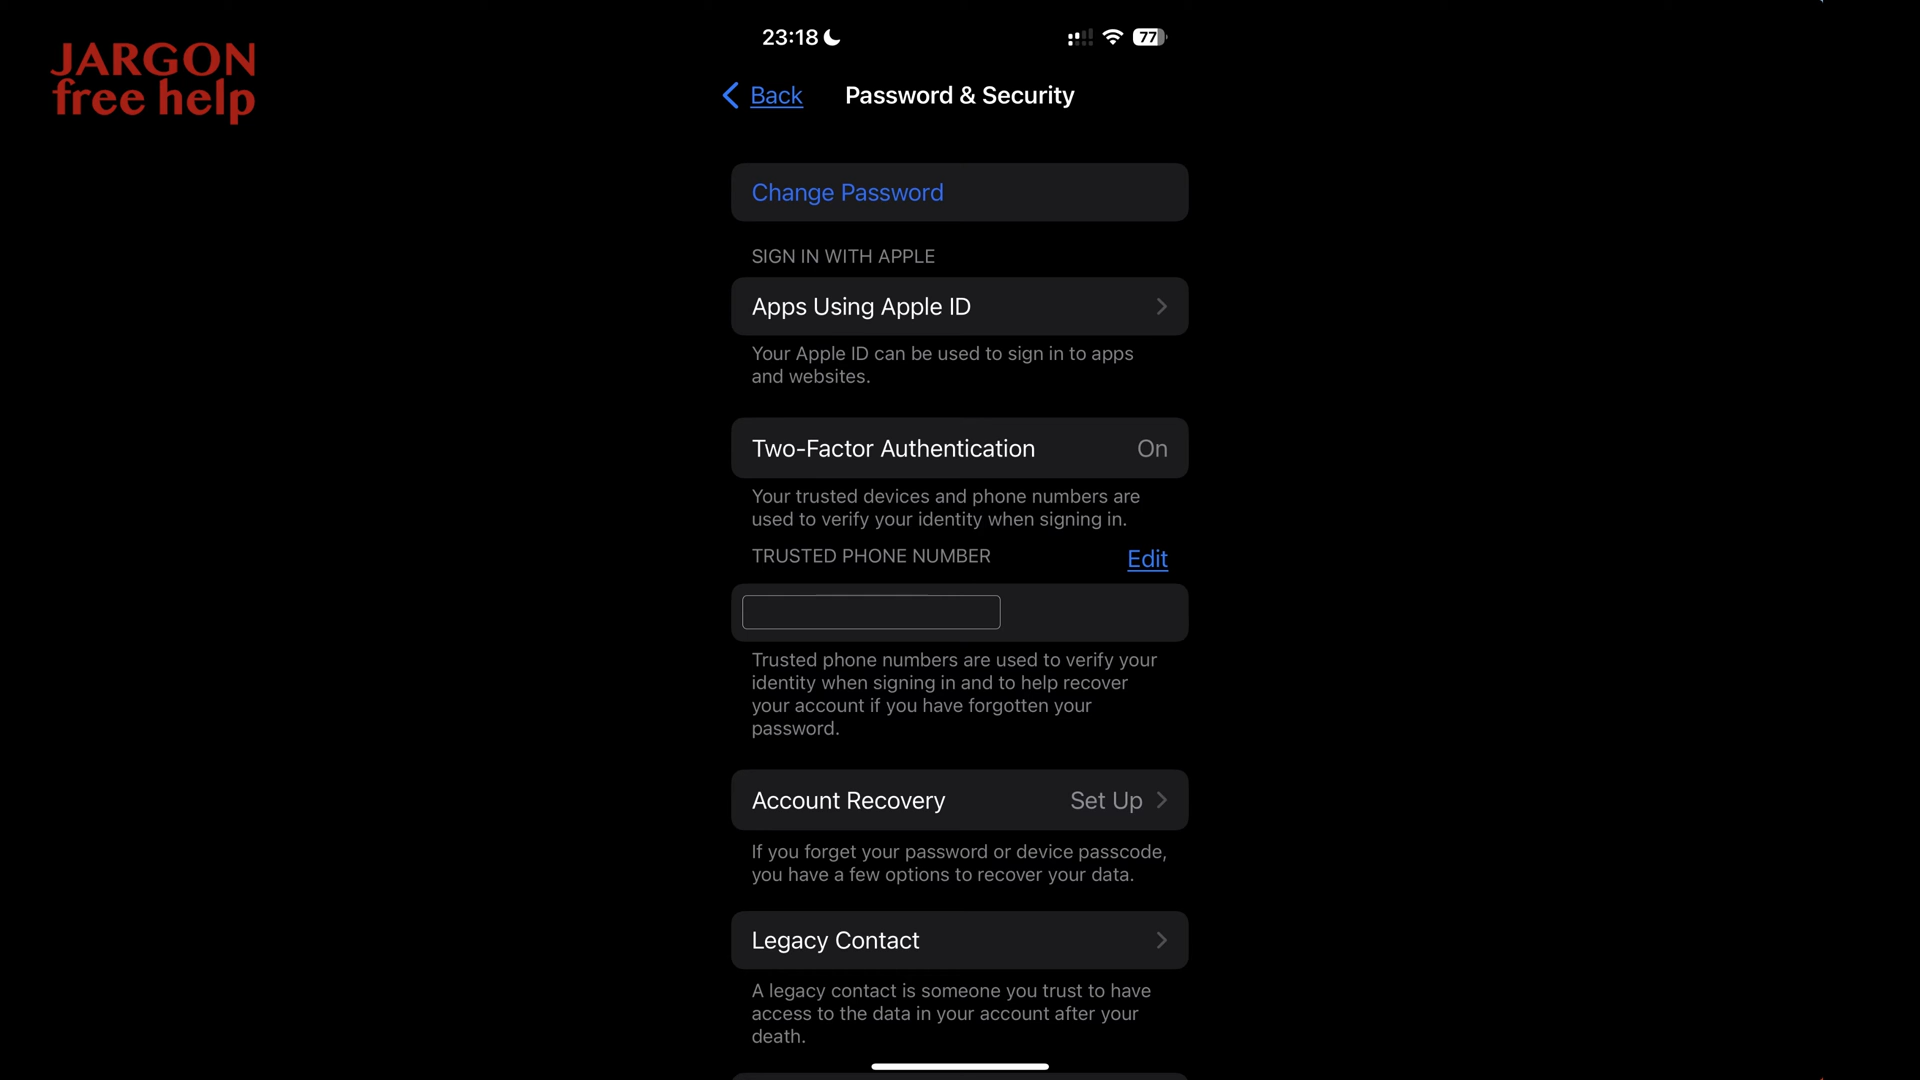 JARGON
free help
23:18
77
Back
Password & Security
Change Password
SIGN IN WITH APPLE
Apps Using Apple ID
Your Apple ID can be used to sign in to apps
and websites.
Two-Factor Authentication On
Your trusted devices and phone numbers are
used to verify your identity when signing in.
TRUSTED PHONE NUMBER Edit
Trusted phone numbers are used to verify your
identity when signing in and to help recover
your account if you have forgotten your
password.
Account Recovery Set Up
If you forget your password or device passcode,
you have a few options to recover your data.
Legacy Contact
A legacy contact is someone you trust to have
access to the data in your account after your
death.